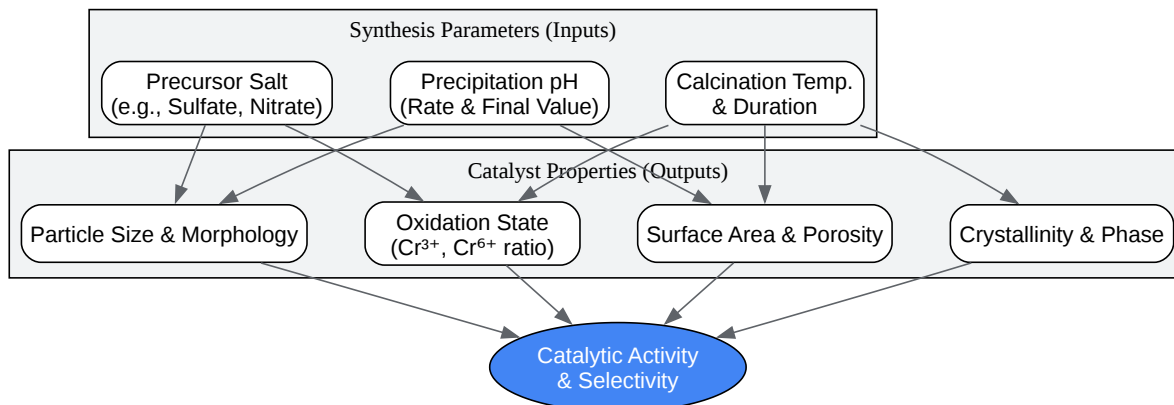 Synthesis Parameters (Inputs)
Precursor Salt
(e.g., Sulfate, Nitrate)
Precipitation pH
(Rate & Final Value)
Calcination Temp.
& Duration
Catalyst Properties (Outputs)
Particle Size & Morphology
Oxidation State
(Cr³⁺, Cr⁶⁺ ratio)
Surface Area & Porosity
Crystallinity & Phase
Catalytic Activity
& Selectivity